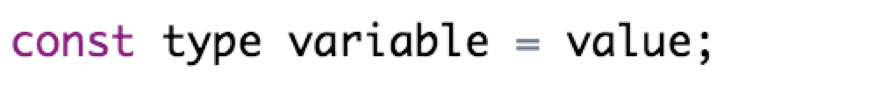 const type variable = value;